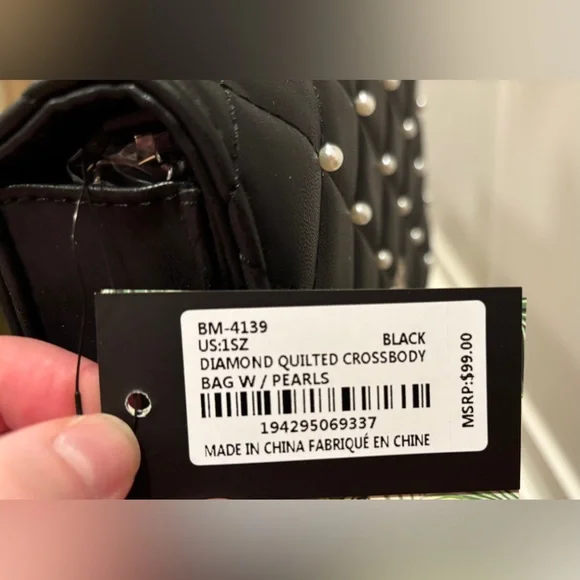 BM-4139
US:1SZ BLACK
DIAMOND QUILTED CROSSBODY
BAG W / PEARLS
194295069337
MADE IN CHINA FABRIQUÉ EN CHINE
MSRP:$99.00